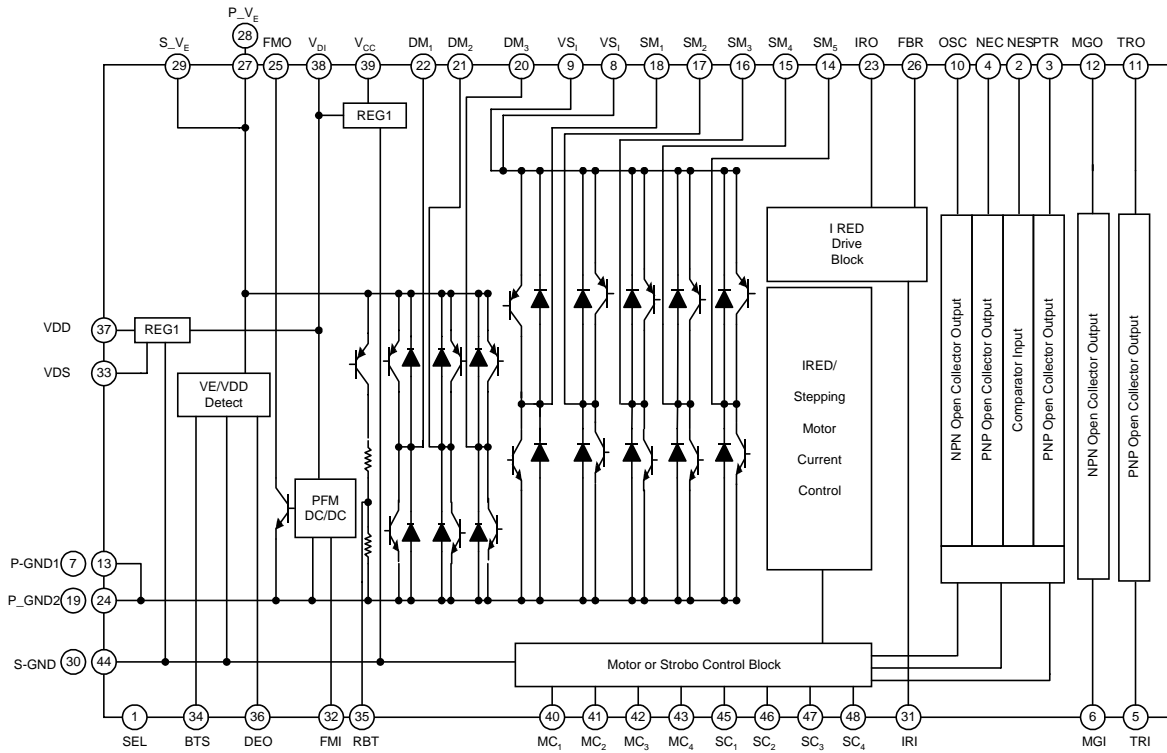 P_VE
28
S_VE FMO VDI VCC DM1 DM2 DM3 VSI VSI SM1 SM2 SM3 SM4 SM5 IRO FBR OSC NEC NES PTR MGO TRO
29 27 25 38 39 22 21 20 9 8 18 17 16 15 14 23 26 10 4 2 3 12 11
REG1
I RED
Drive
Block
VDD 37 REG1
VDS 33
VE/VDD
Detect
IRED/
Stepping
Motor
Current
Control
NPN Open Collector Output
PNP Open Collector Output
Comparator Input
PNP Open Collector Output
NPN Open Collector Output
PNP Open Collector Output
PFM
DC/DC
P-GND1 7 13
P_GND2 19 24
S-GND 30 44
Motor or Strobo Control Block
1 34 36 32 35 40 41 42 43 45 46 47 48 31 6 5
SEL BTS DEO FMI RBT MC1 MC2 MC3 MC4 SC1 SC2 SC3 SC4 IRI MGI TRI